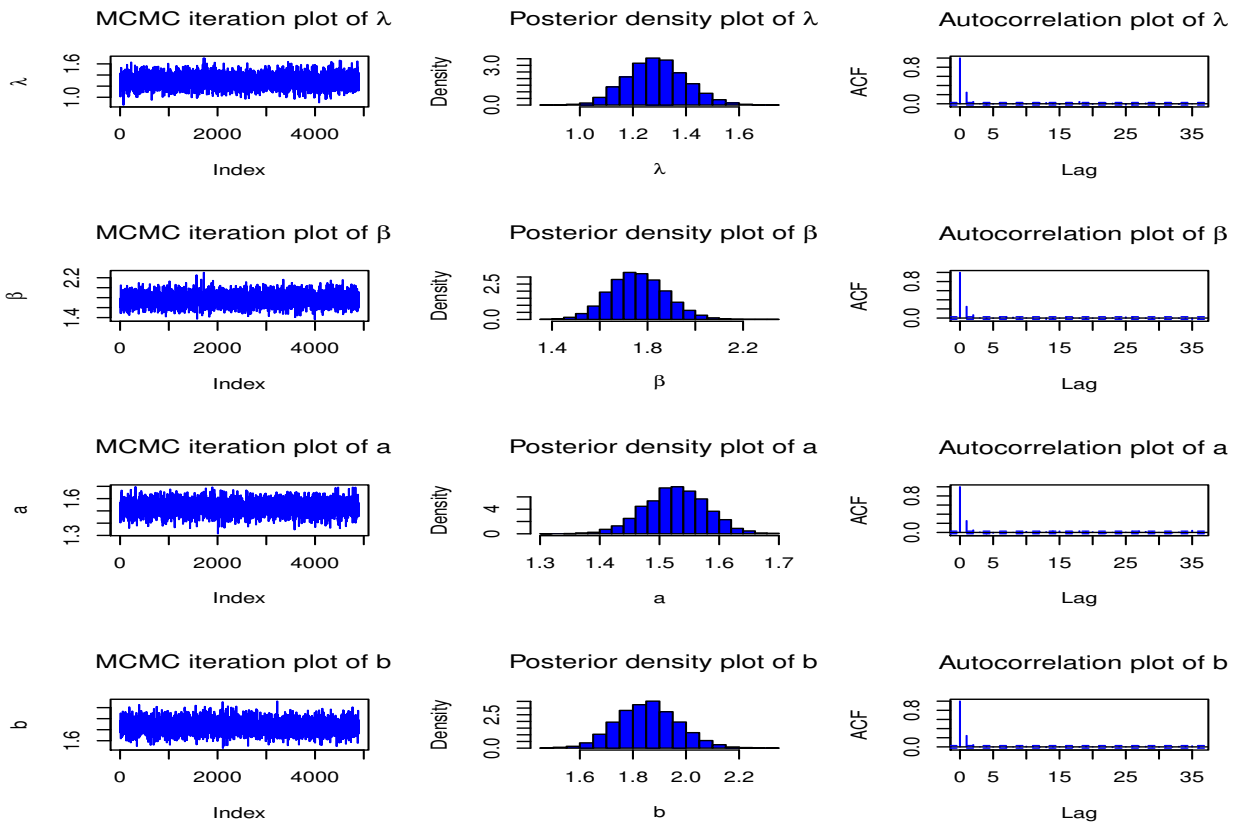 MCMC iteration plot of λ
λ
1.0 1.6
0 2000 4000
Index
Posterior density plot of λ
Density
0.0 3.0
1.0 1.2 1.4 1.6
λ
Autocorrelation plot of λ
ACF
0.0 0.8
0 5 15 25 35
Lag
MCMC iteration plot of β
β
1.4 2.2
0 2000 4000
Index
Posterior density plot of β
Density
0.0 2.5
1.4 1.8 2.2
β
Autocorrelation plot of β
ACF
0.0 0.8
0 5 15 25 35
Lag
MCMC iteration plot of a
a
1.3 1.6
0 2000 4000
Index
Posterior density plot of a
Density
0 4
1.3 1.4 1.5 1.6 1.7
a
Autocorrelation plot of a
ACF
0.0 0.8
0 5 15 25 35
Lag
MCMC iteration plot of b
b
1.6
0 2000 4000
Index
Posterior density plot of b
Density
0.0 2.5
1.6 1.8 2.0 2.2
b
Autocorrelation plot of b
ACF
0.0 0.8
0 5 15 25 35
Lag